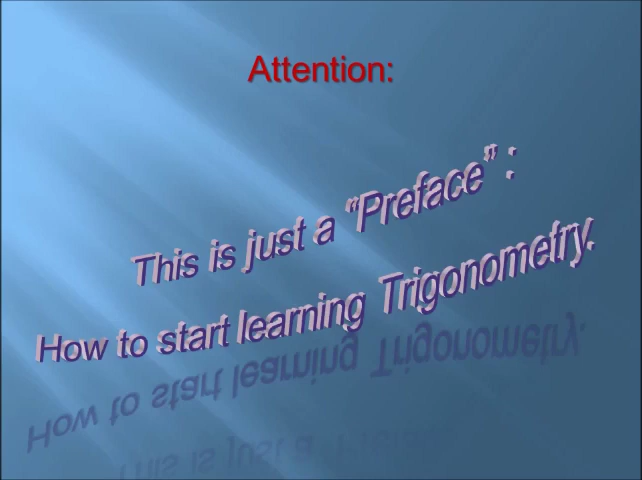 Attention:
This is just a “Preface” :
How to start learning Trigonometry.